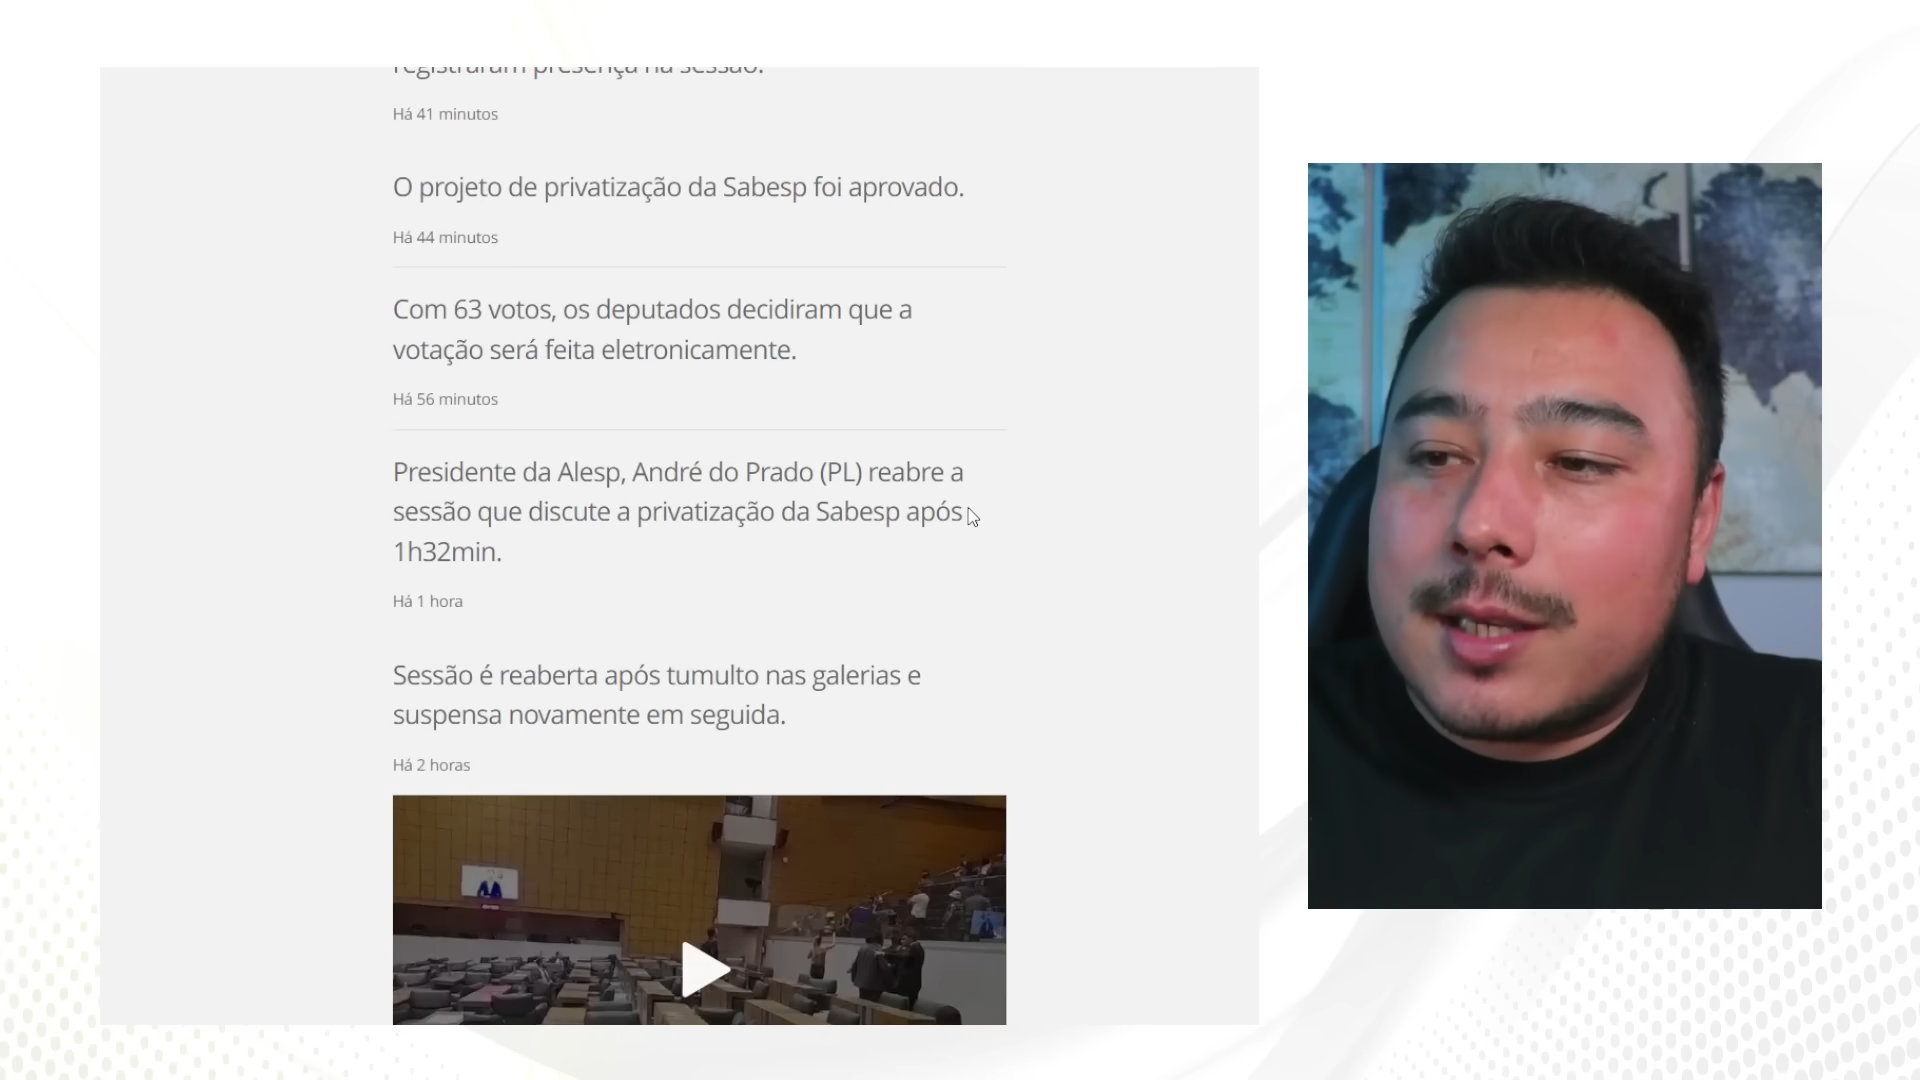 registraram presença na sessão.
Há 41 minutos
O projeto de privatização da Sabesp foi aprovado.
Há 44 minutos
Com 63 votos, os deputados decidiram que a
votação será feita eletronicamente.
Há 56 minutos
Presidente da Alesp, André do Prado (PL) reabre a
sessão que discute a privatização da Sabesp após
1h32min.
Há 1 hora
Sessão é reaberta após tumulto nas galerias e
suspensa novamente em seguida.
Há 2 horas